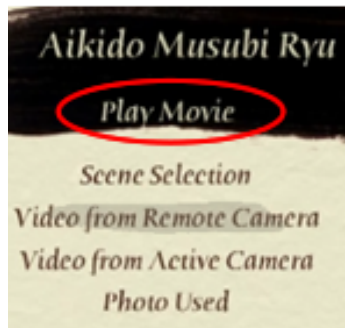 Aikido Musubi Ryu
Play Movie
Scene Selection
Video from Remote Camera
Video from Active Camera
Photo Used